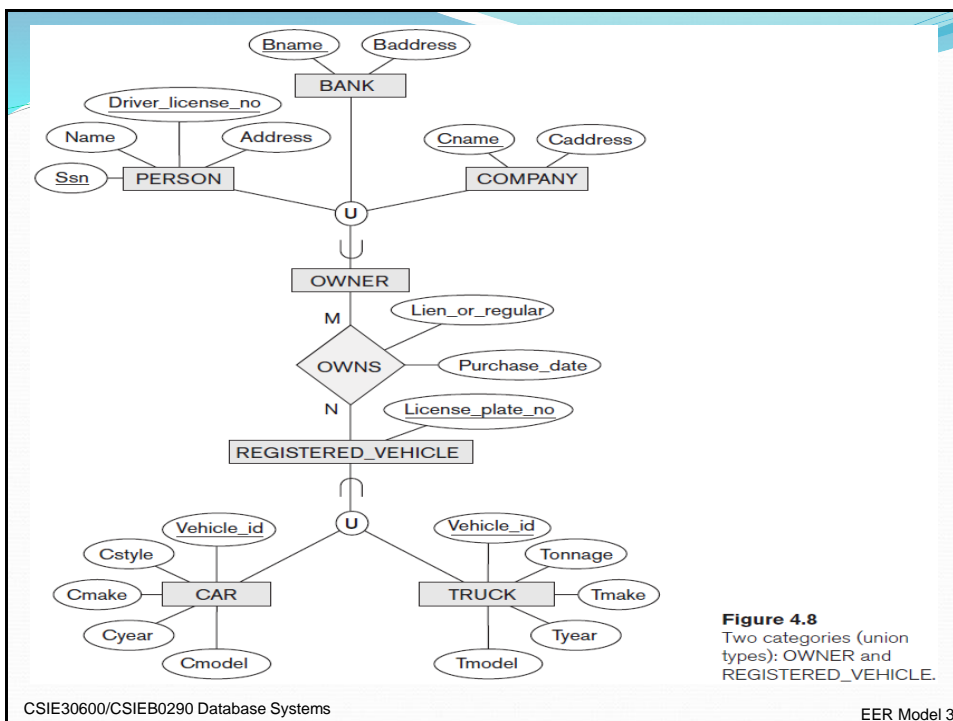 Bname
Baddress
BANK
Driver_license_no
Name
Address
Cname
Caddress
Ssn
PERSON
COMPANY
U
OWNER
M
Lien_or_regular
OWNS
Purchase_date
N
License_plate_no
REGISTERED_VEHICLE
U
Vehicle_id
Vehicle_id
Cstyle
Tonnage
Cmake
CAR
TRUCK
Tmake
Cyear
Tyear
Cmodel
Tmodel
Figure 4.8
Two categories (union
types): OWNER and
REGISTERED_VEHICLE.
CSIE30600/CSIEB0290 Database Systems
EER Model 3